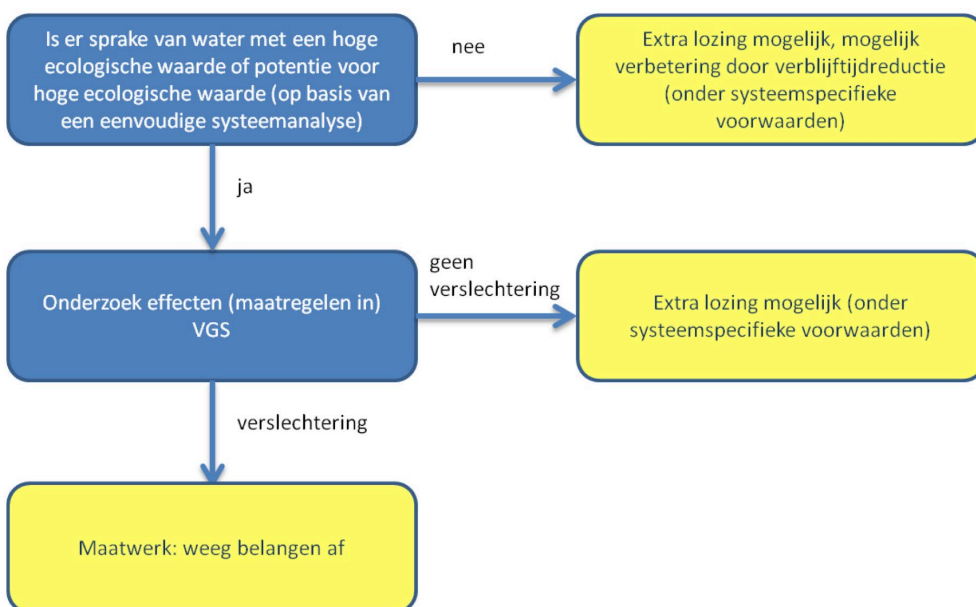 Is er sprake van water met een hoge
ecologische waarde of potentie voor
hoge ecologische waarde (op basis van
een eenvoudige systeemanalyse)
nee
Extra lozing mogelijk, mogelijk
verbetering door verblijftijdreductie
(onder systeemspecifieke
voorwaarden)
ja
Onderzoek effecten (maatregelen in)
VGS
geen
verslechtering
Extra lozing mogelijk (onder
systeemspecifieke voorwaarden)
verslechtering
Maatwerk: weeg belangen af